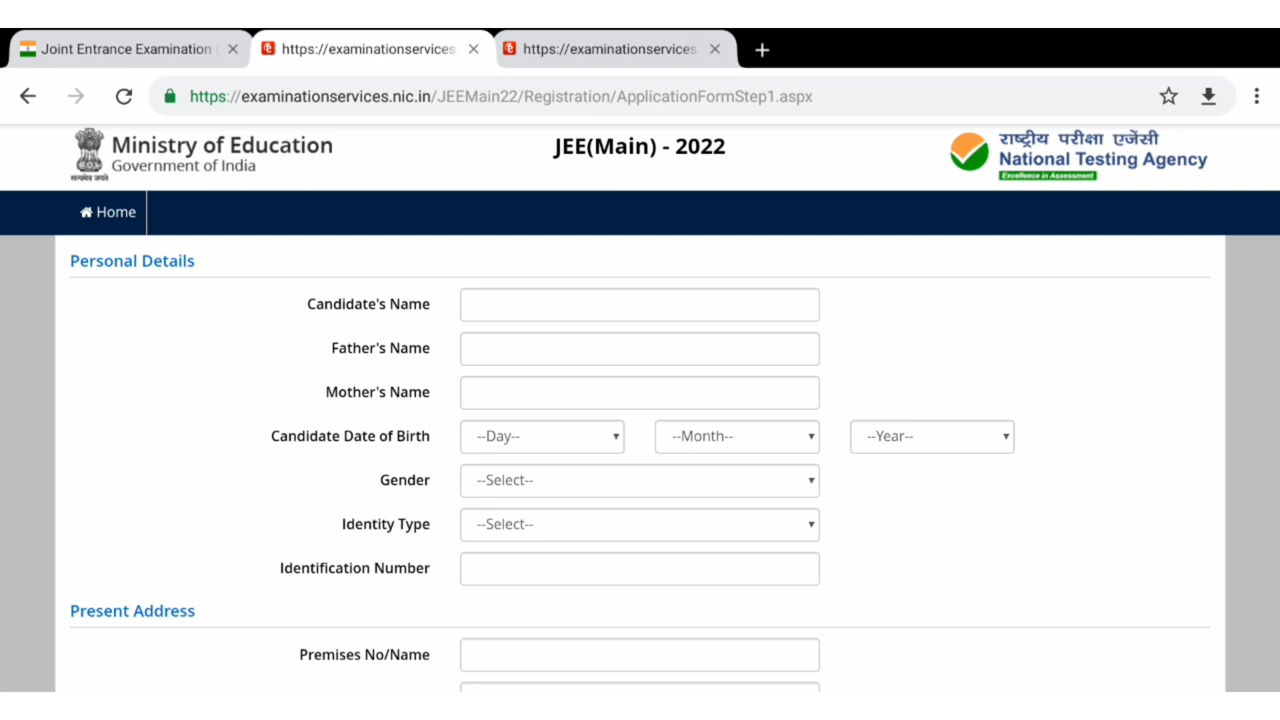 Joint Entrance Examination (
https://examinationservices.
https://examinationservices.
https://examinationservices.nic.in/JEEMain22/Registration/ApplicationFormStep1.aspx
Ministry of Education
Government of India
सत्यमेव जयते
JEE(Main) - 2022
राष्ट्रीय परीक्षा एजेंसी
National Testing Agency
Excellence in Assessment
Home
Personal Details
Candidate's Name
Father's Name
Mother's Name
Candidate Date of Birth --Day-- --Month-- --Year--
Gender --Select--
Identity Type --Select--
Identification Number
Present Address
Premises No/Name